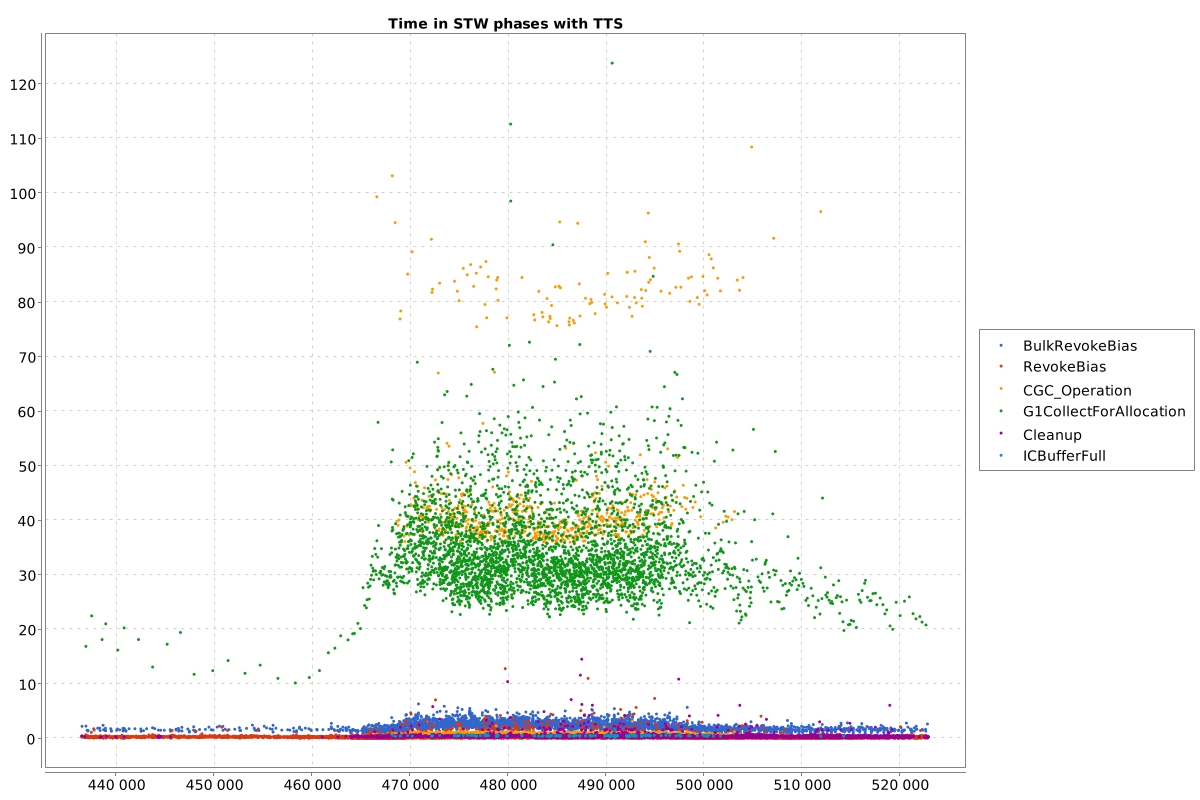 Time in STW phases with TTS
120
110
100
90
80
70
60
50
40
30
20
10
0
440 000 450 000 460 000 470 000 480 000 490 000 500 000 510 000 520 000
BulkRevokeBias
RevokeBias
CGC_Operation
G1CollectForAllocation
Cleanup
ICBufferFull